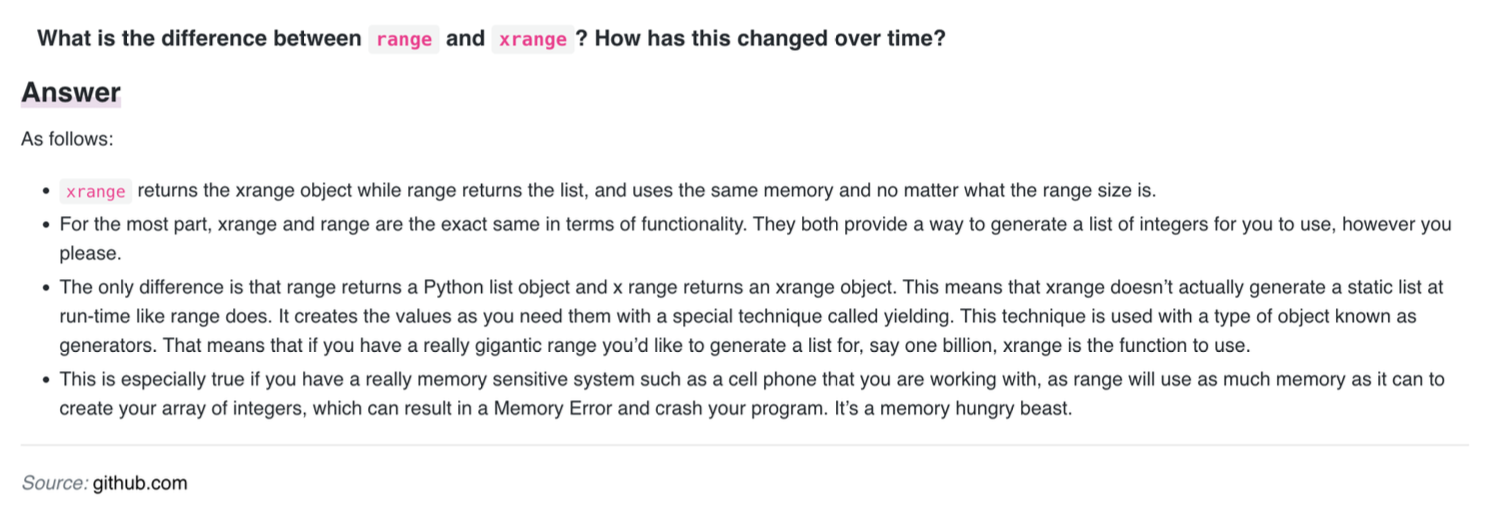 What is the difference between range and xrange ? How has this changed over time?
Answer
As follows:
• xrange returns the xrange object while range returns the list, and uses the same memory and no matter what the range size is.
• For the most part, xrange and range are the exact same in terms of functionality. They both provide a way to generate a list of integers for you to use, however you
please.
• The only difference is that range returns a Python list object and x range returns an xrange object. This means that xrange doesn’t actually generate a static list at
run-time like range does. It creates the values as you need them with a special technique called yielding. This technique is used with a type of object known as
generators. That means that if you have a really gigantic range you’d like to generate a list for, say one billion, xrange is the function to use.
• This is especially true if you have a really memory sensitive system such as a cell phone that you are working with, as range will use as much memory as it can to
create your array of integers, which can result in a Memory Error and crash your program. It’s a memory hungry beast.
Source: github.com